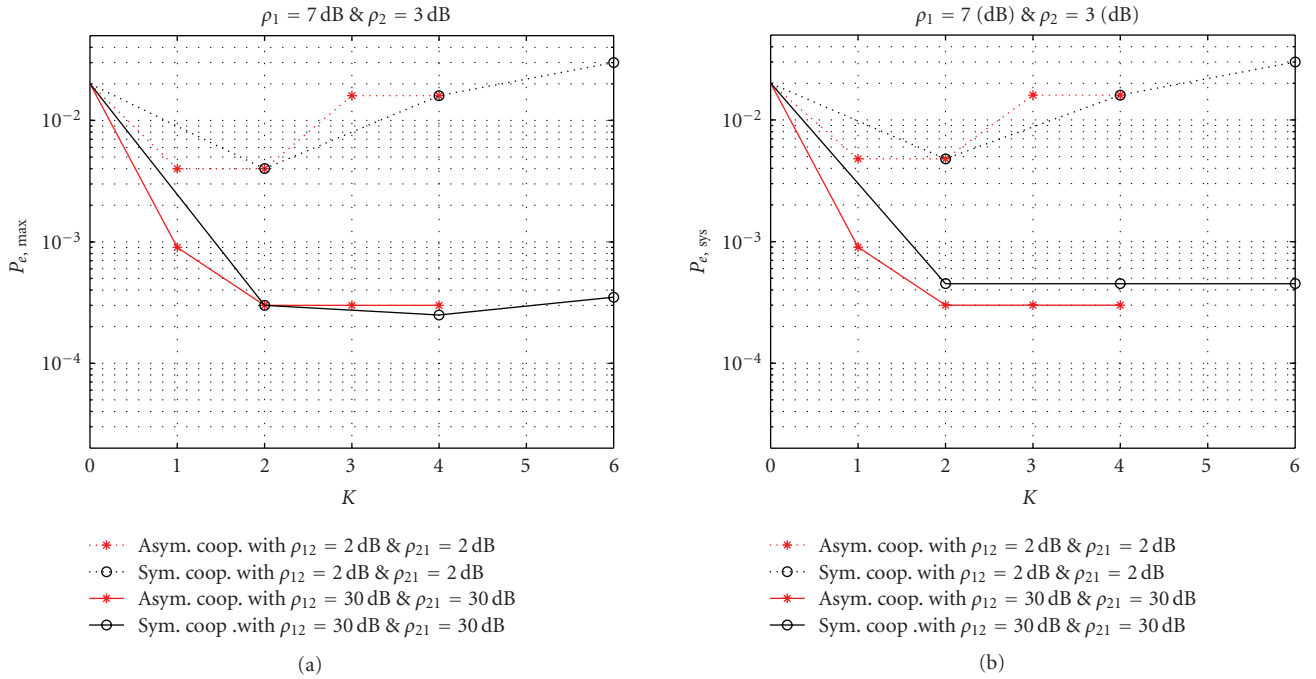 ρ₁ = 7 dB & ρ₂ = 3 dB
10⁻²
10⁻³
10⁻⁴
P_{e, max}
0 1 2 3 4 5 6
K
Asym. coop. with ρ₁₂ = 2 dB & ρ₂₁ = 2 dB
Sym. coop. with ρ₁₂ = 2 dB & ρ₂₁ = 2 dB
Asym. coop. with ρ₁₂ = 30 dB & ρ₂₁ = 30 dB
Sym. coop .with ρ₁₂ = 30 dB & ρ₂₁ = 30 dB
(a)
ρ₁ = 7 (dB) & ρ₂ = 3 (dB)
10⁻²
10⁻³
10⁻⁴
P_{e, sys}
0 1 2 3 4 5 6
K
Asym. coop. with ρ₁₂ = 2 dB & ρ₂₁ = 2 dB
Sym. coop. with ρ₁₂ = 2 dB & ρ₂₁ = 2 dB
Asym. coop. with ρ₁₂ = 30 dB & ρ₂₁ = 30 dB
Sym. coop .with ρ₁₂ = 30 dB & ρ₂₁ = 30 dB
(b)